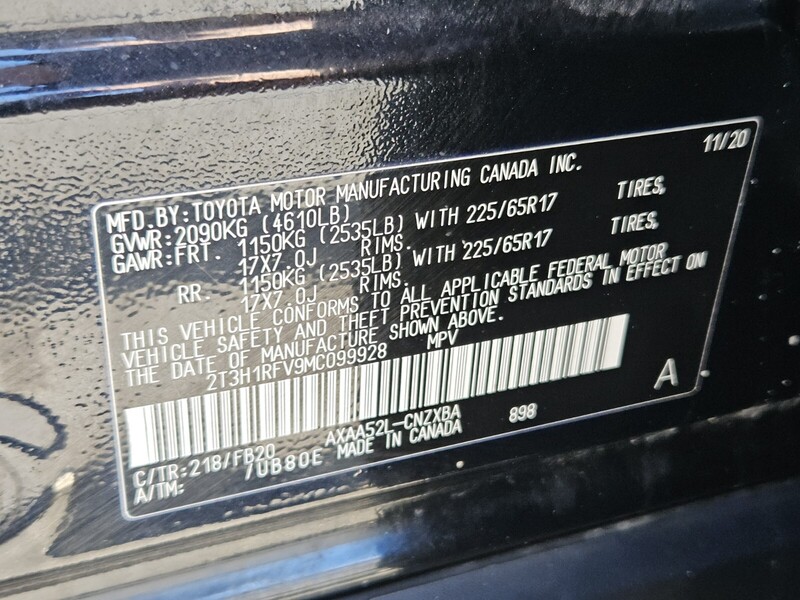 11/20
MFD.BY:TOYOTA MOTOR MANUFACTURING CANADA INC.
GVWR:2090KG (4610LB)
GAWR:FRT. 1150KG (2535LB) WITH 225/65R17 TIRES,
17X7.0J RIMS.
RR. 1150KG (2535LB) WITH 225/65R17 TIRES,
17X7.0J RIMS.
THIS VEHICLE CONFORMS TO ALL APPLICABLE FEDERAL MOTOR
VEHICLE SAFETY AND THEFT PREVENTION STANDARDS IN EFFECT ON
THE DATE OF MANUFACTURE SHOWN ABOVE.
2T3H1RFV9MC099928 MPV
A
C/TR:218/FB20 AXAA52L-CNZXBA 898
A/TM: /UB80E MADE IN CANADA